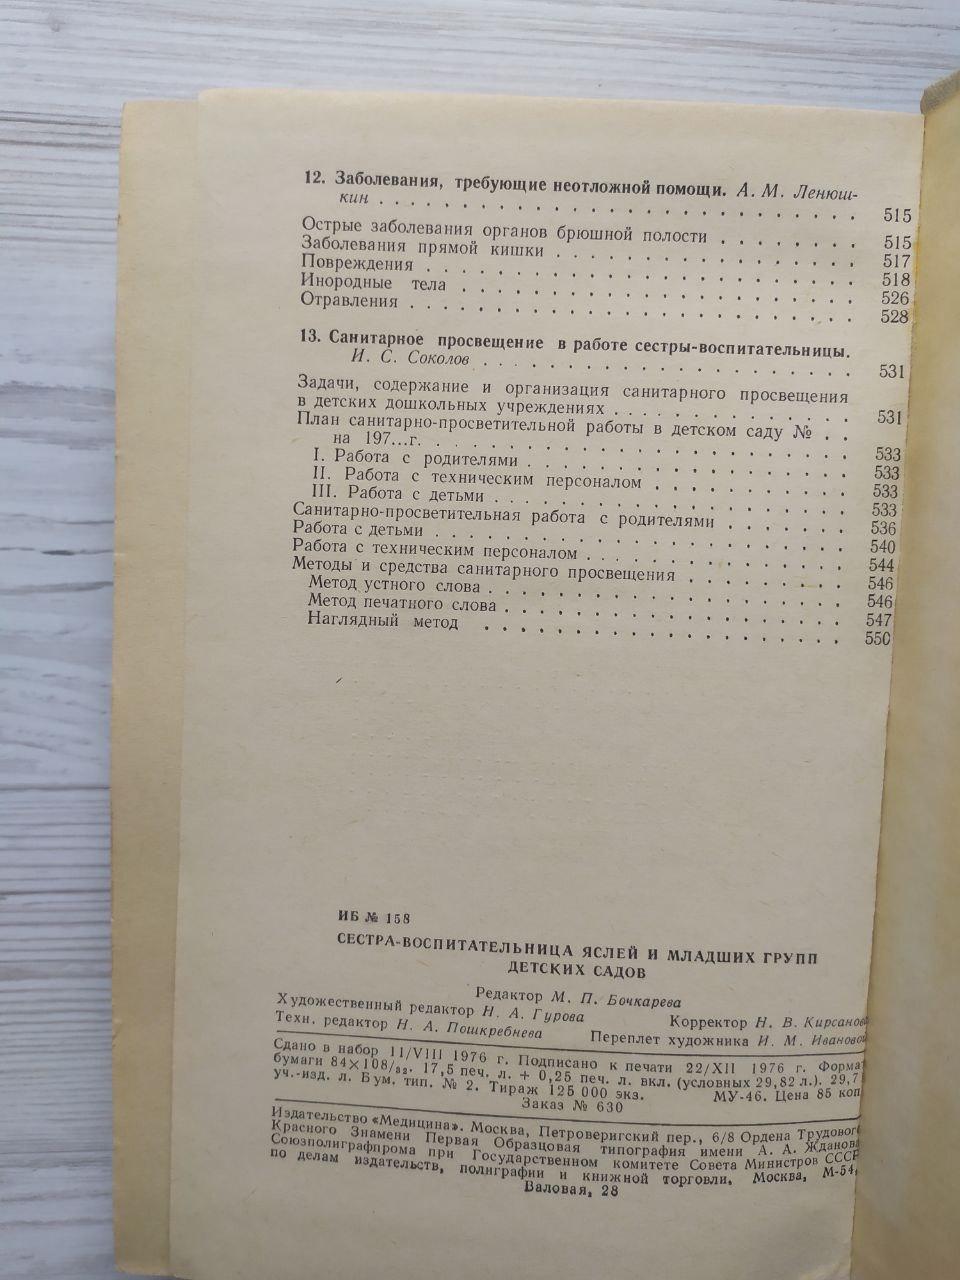 12. Заболевания, требующие неотложной помощи. А. М. Ленюш-
кин . . . . . . . . . . . . . . . . . . . . . . . 515
Острые заболевания органов брюшной полости . . . . . . . 515
Заболевания прямой кишки . . . . . . . . . . . . . . 517
Повреждения . . . . . . . . . . . . . . . . . . . . 518
Инородные тела . . . . . . . . . . . . . . . . . . . 526
Отравления . . . . . . . . . . . . . . . . . . . . . 528
13. Санитарное просвещение в работе сестры-воспитательницы.
И. С. Соколов . . . . . . . . . . . . . . . . . . 531
Задачи, содержание и организация санитарного просвещения
в детских дошкольных учреждениях . . . . . . . . . . . . 531
План санитарно-просветительной работы в детском саду № . .
на 197...г. . . . . . . . . . . . . . . . . . . . . 533
I. Работа с родителями . . . . . . . . . . . . . . . 533
II. Работа с техническим персоналом . . . . . . . . . 533
III. Работа с детьми . . . . . . . . . . . . . . . . 533
Санитарно-просветительная работа с родителями . . . . . . . 536
Работа с детьми . . . . . . . . . . . . . . . . . . . 540
Работа с техническим персоналом . . . . . . . . . . . . 544
Методы и средства санитарного просвещения . . . . . . . . 546
Метод устного слова . . . . . . . . . . . . . . . . . 546
Метод печатного слова . . . . . . . . . . . . . . . . 547
Наглядный метод . . . . . . . . . . . . . . . . . . 550
ИБ № 158
СЕСТРА-ВОСПИТАТЕЛЬНИЦА ЯСЛЕЙ И МЛАДШИХ ГРУПП
ДЕТСКИХ САДОВ
Редактор М. П. Бочкарева
Художественный редактор Н. А. Гурова Корректор Н. В. Кирсанова
Техн. редактор Н. А. Пошкребнева Переплет художника И. М. Ивановой
Сдано в набор 11/VIII 1976 г. Подписано к печати 22/XII 1976 г. Формат
бумаги 84×108/32. 17,5 печ. л. + 0,25 печ. л. вкл. (условных 29,82 л.). 29,7
уч.-изд. л. Бум. тип. № 2. Тираж 125 000 экз. МУ-46. Цена 85 коп
Заказ № 630
Издательство «Медицина». Москва, Петроверигский пер., 6/8 Ордена Трудового
Красного Знамени Первая Образцовая типография имени А. А. Жданова
Союзполиграфпрома при Государственном комитете Совета Министров СССР
по делам издательств, полиграфии и книжной торговли, Москва, М-54,
Валовая, 28